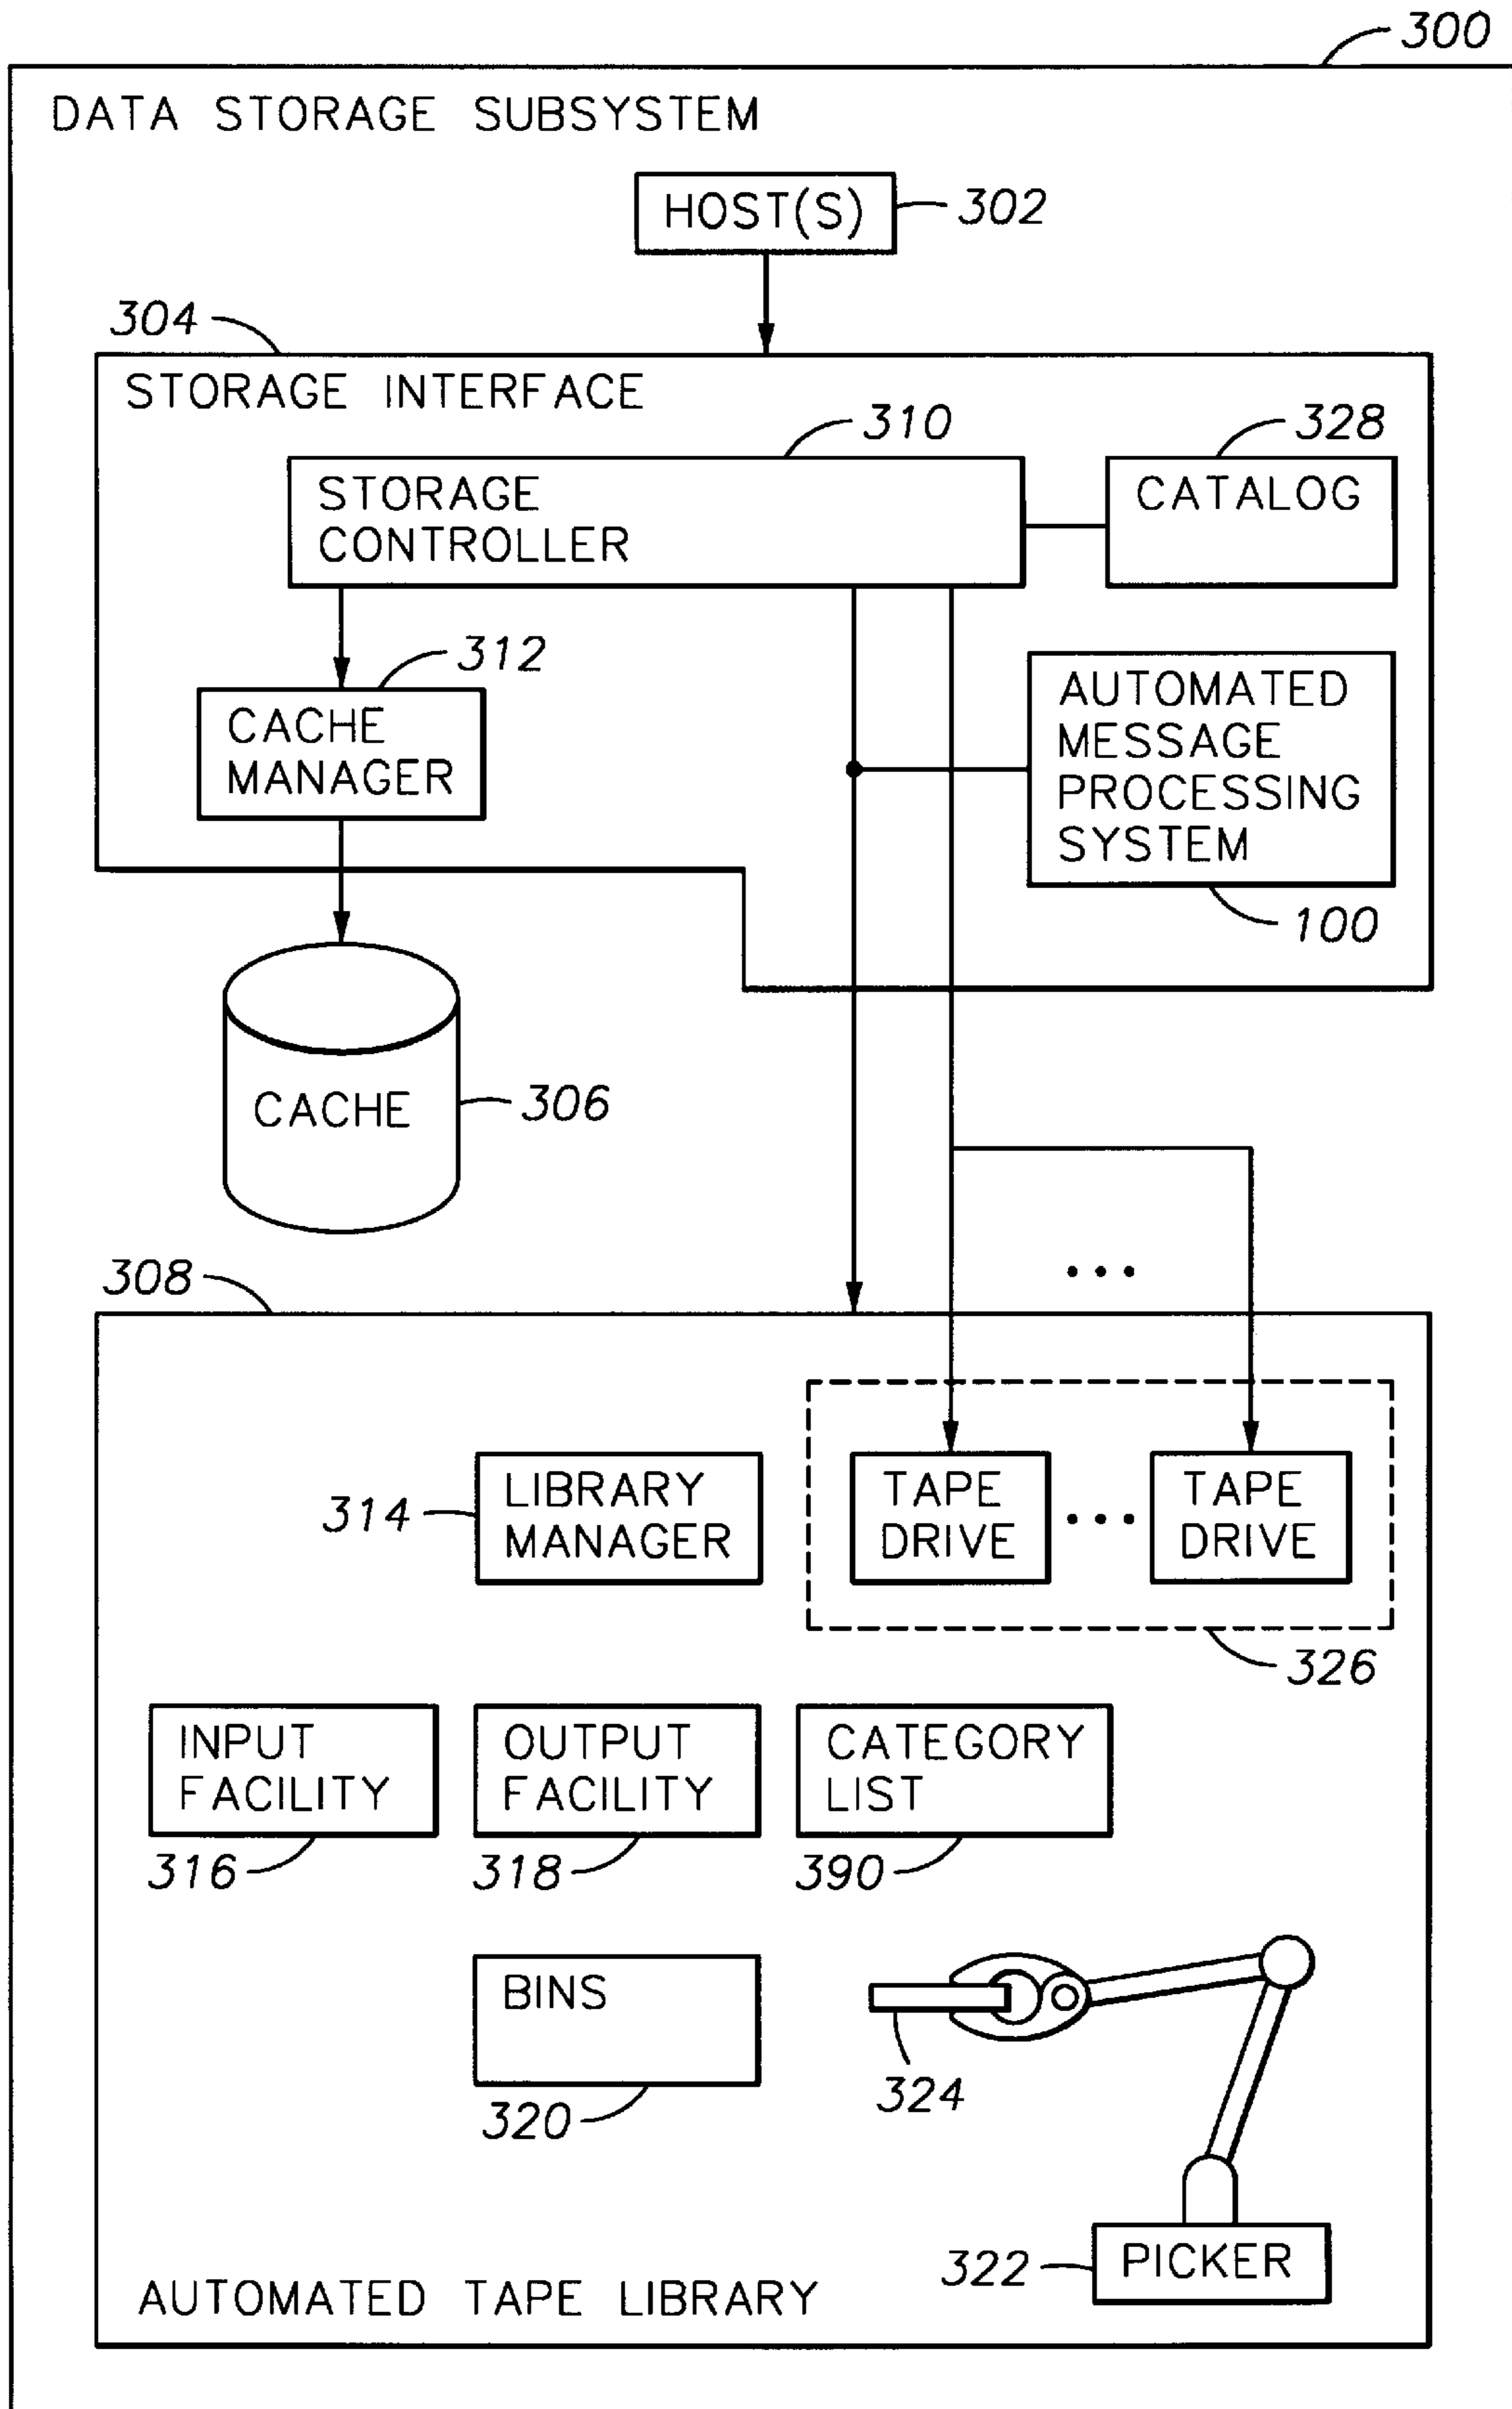 300
DATA STORAGE SUBSYSTEM
HOST(S)
302
304
STORAGE INTERFACE
310
328
STORAGE
CONTROLLER
CATALOG
312
CACHE
MANAGER
AUTOMATED
MESSAGE
PROCESSING
SYSTEM
100
CACHE
306
308
...
314
LIBRARY
MANAGER
TAPE
DRIVE
...
TAPE
DRIVE
326
INPUT
FACILITY
316
OUTPUT
FACILITY
318
CATEGORY
LIST
390
BINS
320
324
322
PICKER
AUTOMATED TAPE LIBRARY